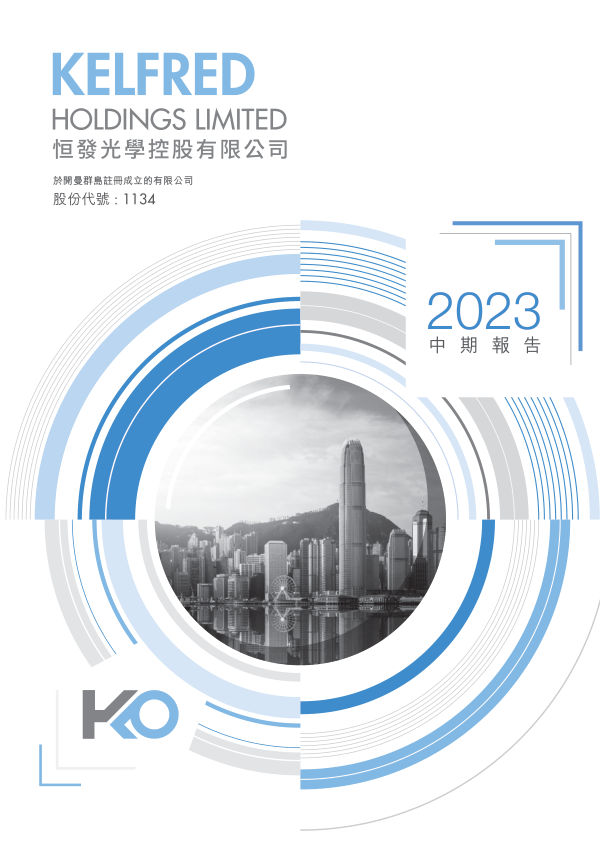 KELFRED
HOLDINGS LIMITED
恒發光學控股有限公司
於開曼群島註冊成立的有限公司
股份代號 : 1134
2023
中期報告
KO